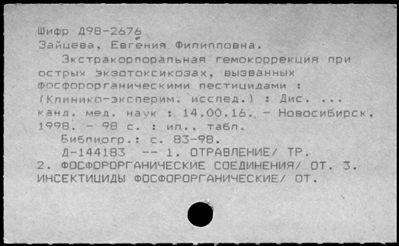 Шифр Д98-2676
Зайцева, Евгения Филипповна.
Экстракорпоральная гемокоррекция при
острых экзотоксикозах, вызванных
фосфорорганическими пестицидами :
(Клинико-эксперим. исслед.) : Дис. ...
канд. мед. наук : 14.00.16. - Новосибирск,
1998. - 98 с. : ил., табл.
Библиогр.: с. 83-98.
Д-144183 -- 1. ОТРАВЛЕНИЕ/ ТР.
2. ФОСФОРОРГАНИЧЕСКИЕ СОЕДИНЕНИЯ/ ОТ. 3.
ИНСЕКТИЦИДЫ ФОСФОРОРГАНИЧЕСКИЕ/ ОТ.